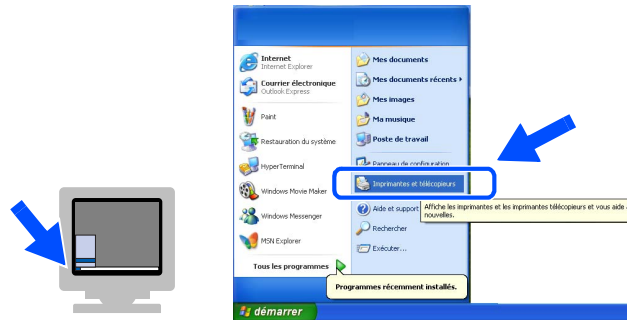 Internet
Internet Explorer
Courrier électronique
Outlook Express
Paint
Restauration du système
HyperTerminal
Windows Movie Maker
Windows Messenger
MSN Explorer
Tous les programmes
Mes documents
Mes documents récents
Mes images
Ma musique
Poste de travail
Panneau de configuration
Imprimantes et télécopieurs
Aide et support
Affiche les imprimantes et les imprimantes télécopieurs et vous aide
nouvelles.
Rechercher
Exécuter...
Programmes récemment installés.
démarrer